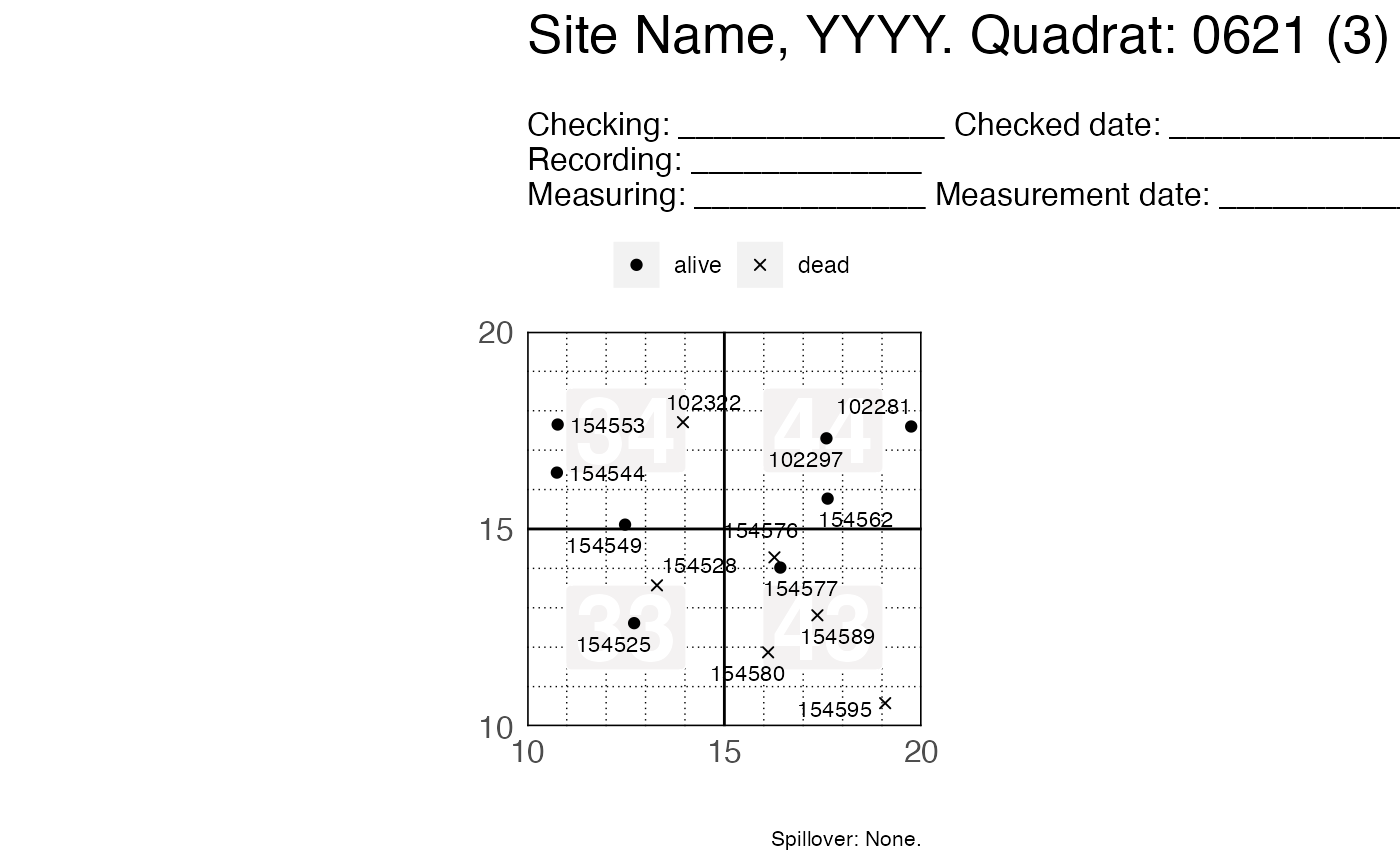 Site Name, YYYY. Quadrat: 0621 (3)
Checking: _______________ Checked date: _____________
Recording: _____________
Measuring: _____________ Measurement date: __________
alive dead
20
102322
102281
34 44
154553
102297
154544
154562
15
154576
154549
154528
154577
33 43
154589
154525
154580
154595
10
10 15 20
Spillover: None.